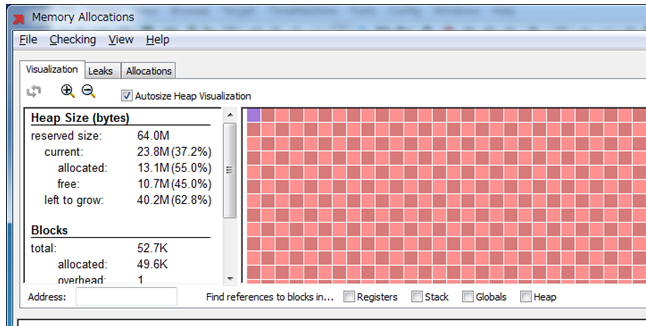 Memory Allocations
File Checking View Help
Visualization Leaks Allocations
Autosize Heap Visualization
Heap Size (bytes)
reserved size: 64.0M
current: 23.8M(37.2%)
allocated: 13.1M(55.0%)
free: 10.7M(45.0%)
left to grow: 40.2M(62.8%)
Blocks
total: 52.7K
allocated: 49.6K
overhead: 1
Address: Find references to blocks in... Registers Stack Globals Heap